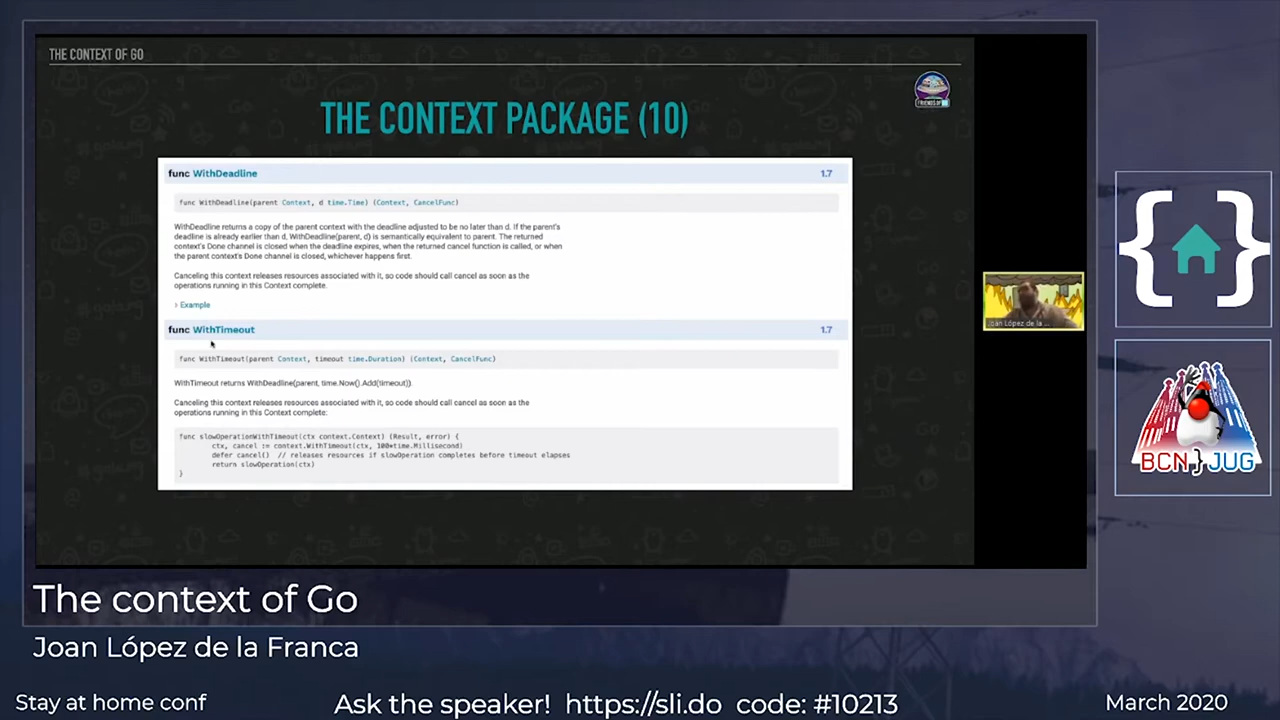 THE CONTEXT OF GO
THE CONTEXT PACKAGE (10)
FRIENDS OF
func WithDeadline 1.7
func WithDeadline(parent Context, d time.Time) (Context, CancelFunc)
WithDeadline returns a copy of the parent context with the deadline adjusted to be no later than d. If the parent's
deadline is already earlier than d, WithDeadline(parent, d) is semantically equivalent to parent. The returned
context's Done channel is closed when the deadline expires, when the returned cancel function is called, or when
the parent context's Done channel is closed, whichever happens first.
Canceling this context releases resources associated with it, so code should call cancel as soon as the
operations running in this Context complete.
› Example
func WithTimeout 1.7
func WithTimeout(parent Context, timeout time.Duration) (Context, CancelFunc)
WithTimeout returns WithDeadline(parent, time.Now().Add(timeout)).
Canceling this context releases resources associated with it, so code should call cancel as soon as the
operations running in this Context complete:
func slowOperationWithTimeout(ctx context.Context) (Result, error) {
ctx, cancel := context.WithTimeout(ctx, 100*time.Millisecond)
defer cancel() // releases resources if slowOperation completes before timeout elapses
return slowOperation(ctx)
}
Joan López de la ...
{ }
BCN}JUG
The context of Go
Joan López de la Franca
Stay at home conf
Ask the speaker! https://sli.do code: #10213
March 2020